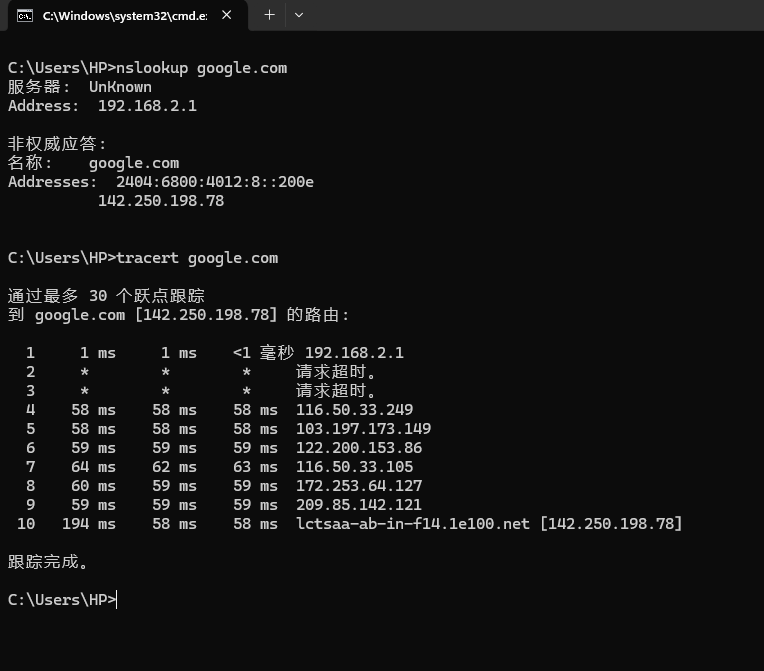 C:\Windows\system32\cmd.e:
C:\Users\HP>nslookup google.com
服务器:  UnKnown
Address:  192.168.2.1
非权威应答:
名称:    google.com
Addresses:  2404:6800:4012:8::200e
          142.250.198.78
C:\Users\HP>tracert google.com
通过最多 30 个跃点跟踪
到 google.com [142.250.198.78] 的路由:
  1     1 ms     1 ms    <1 毫秒 192.168.2.1
  2     *        *        *     请求超时。
  3     *        *        *     请求超时。
  4    58 ms    58 ms    58 ms  116.50.33.249
  5    58 ms    58 ms    58 ms  103.197.173.149
  6    59 ms    59 ms    59 ms  122.200.153.86
  7    64 ms    62 ms    63 ms  116.50.33.105
  8    60 ms    59 ms    59 ms  172.253.64.127
  9    59 ms    59 ms    59 ms  209.85.142.121
 10   194 ms    58 ms    58 ms  lctsaa-ab-in-f14.1e100.net [142.250.198.78]
跟踪完成。
C:\Users\HP>